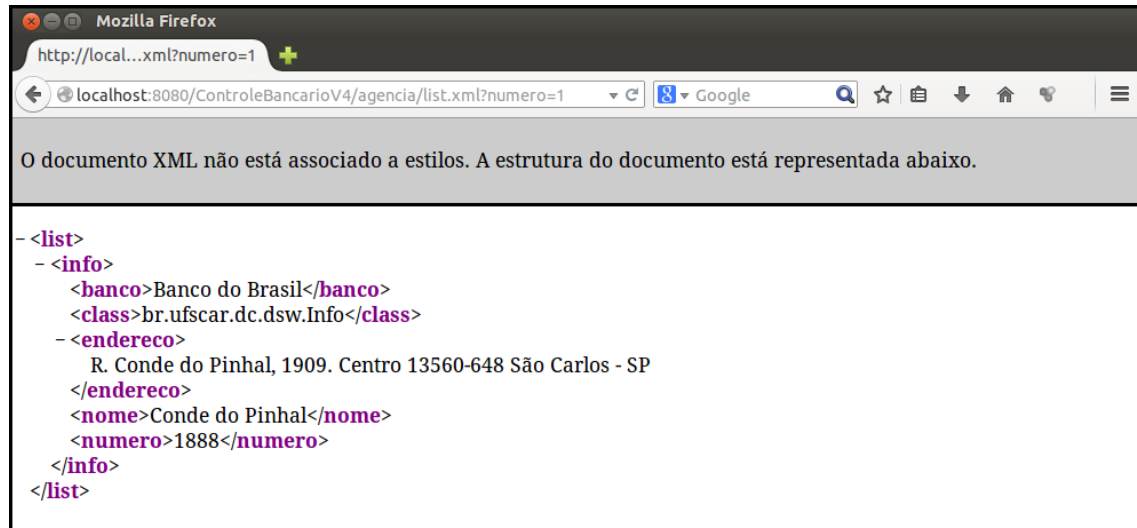 Mozilla Firefox
http://local...xml?numero=1
localhost:8080/ControleBancarioV4/agencia/list.xml?numero=1
8 Google
O documento XML não está associado a estilos. A estrutura do documento está representada abaixo.
– <list>
– <info>
<banco>Banco do Brasil</banco>
<class>br.ufscar.dc.dsw.Info</class>
– <endereco>
R. Conde do Pinhal, 1909. Centro 13560-648 São Carlos - SP
</endereco>
<nome>Conde do Pinhal</nome>
<numero>1888</numero>
</info>
</list>